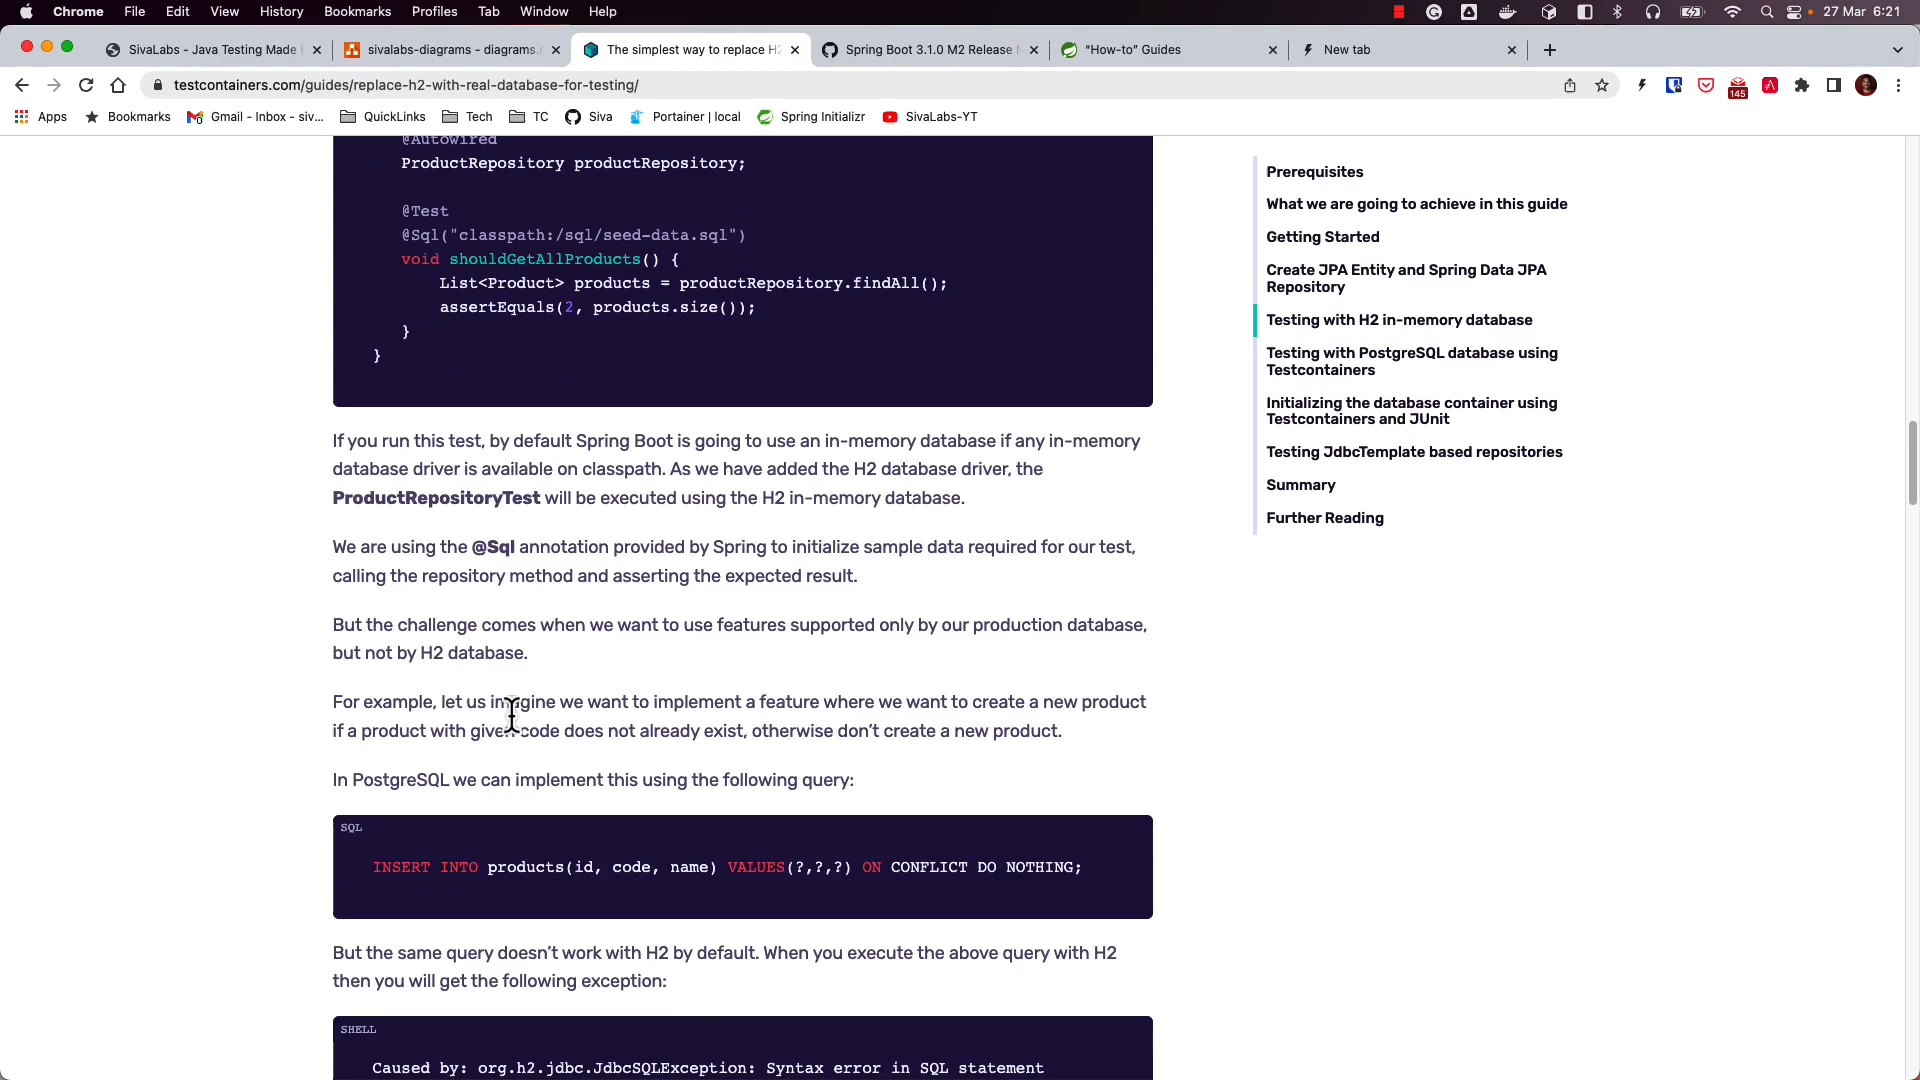 Chrome File Edit View History Bookmarks Profiles Tab Window Help 27 Mar 6:21
SivaLabs - Java Testing Made
sivalabs-diagrams - diagrams.
The simplest way to replace H2
Spring Boot 3.1.0 M2 Release
“How-to” Guides
New tab
testcontainers.com/guides/replace-h2-with-real-database-for-testing/
145
Apps Bookmarks Gmail - Inbox - siv... QuickLinks Tech TC Siva Portainer | local Spring Initializr SivaLabs-YT
@Autowired
ProductRepository productRepository;
@Test
@Sql("classpath:/sql/seed-data.sql")
void shouldGetAllProducts() {
List<Product> products = productRepository.findAll();
assertEquals(2, products.size());
}
}
If you run this test, by default Spring Boot is going to use an in-memory database if any in-memory
database driver is available on classpath. As we have added the H2 database driver, the
ProductRepositoryTest will be executed using the H2 in-memory database.
We are using the @Sql annotation provided by Spring to initialize sample data required for our test,
calling the repository method and asserting the expected result.
But the challenge comes when we want to use features supported only by our production database,
but not by H2 database.
For example, let us imagine we want to implement a feature where we want to create a new product
if a product with given code does not already exist, otherwise don’t create a new product.
In PostgreSQL we can implement this using the following query:
SQL
INSERT INTO products(id, code, name) VALUES(?,?,?) ON CONFLICT DO NOTHING;
But the same query doesn’t work with H2 by default. When you execute the above query with H2
then you will get the following exception:
SHELL
Caused by: org.h2.jdbc.JdbcSQLException: Syntax error in SQL statement
Prerequisites
What we are going to achieve in this guide
Getting Started
Create JPA Entity and Spring Data JPA
Repository
Testing with H2 in-memory database
Testing with PostgreSQL database using
Testcontainers
Initializing the database container using
Testcontainers and JUnit
Testing JdbcTemplate based repositories
Summary
Further Reading